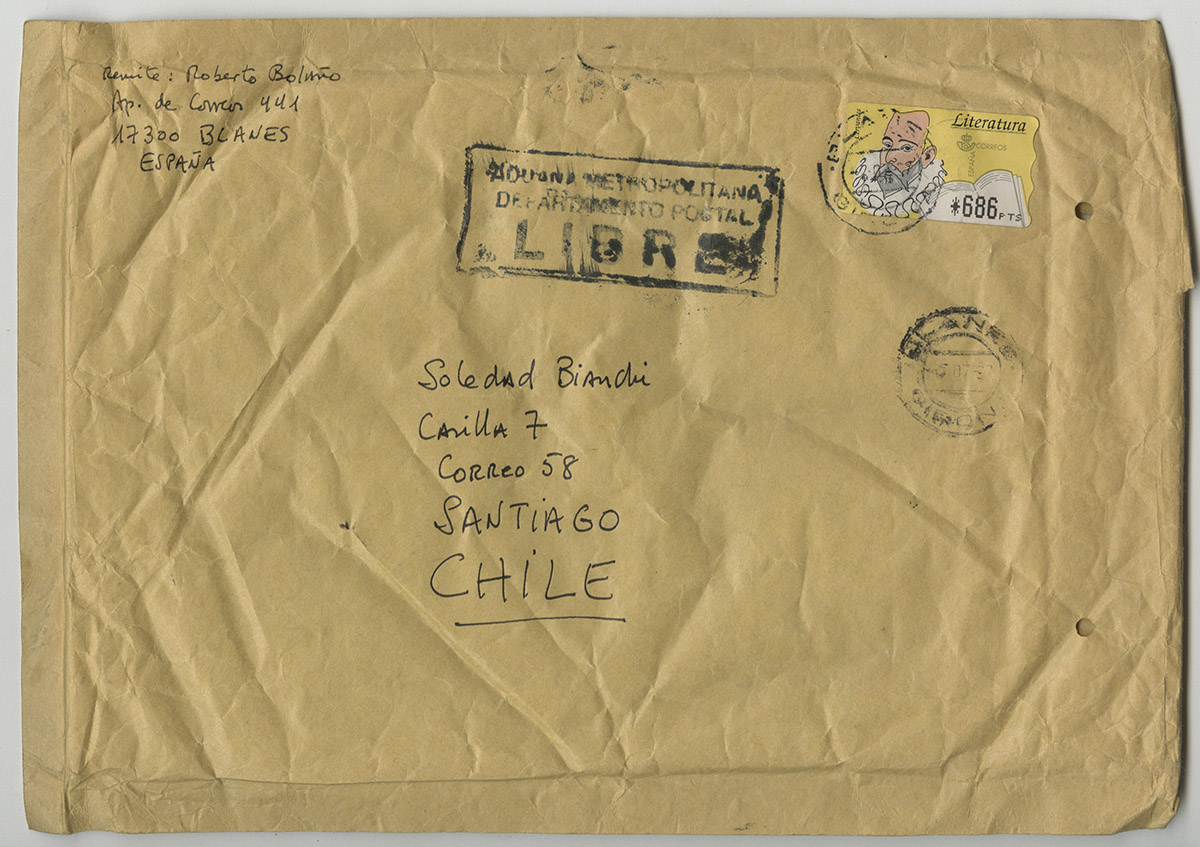 Remite: Roberto Bolaño
Ap. de Correos 441
17300 BLANES
ESPAÑA
ADUANA METROPOLITANA
DEPARTAMENTO POSTAL
LIBRE
Literatura
CORREOS
ESPAÑA
*686 PTS
BLANES
GIRONA
Soledad Bianchi
Casilla 7
Correo 58
SANTIAGO
CHILE